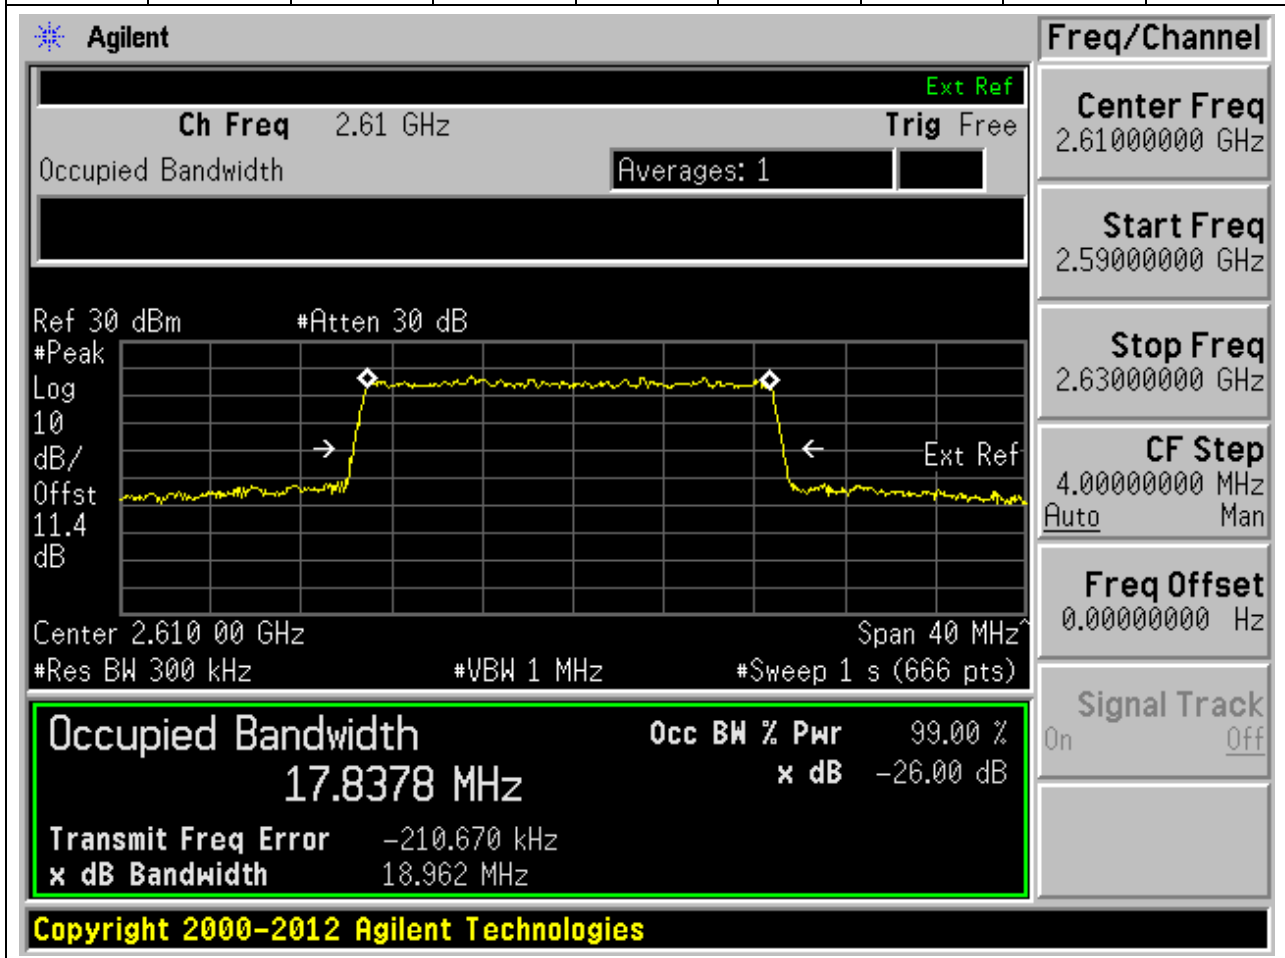 Agilent
Freq/Channel
Ext Ref
Ch Freq 2.61 GHz Trig Free
Occupied Bandwidth Averages: 1
Center Freq
2.61000000 GHz
Start Freq
2.59000000 GHz
Stop Freq
2.63000000 GHz
CF Step
4.00000000 MHz
Auto Man
Freq Offset
0.00000000 Hz
Signal Track
On Off
Ref 30 dBm #Atten 30 dB
#Peak
Log
10
dB/
Offst
11.4
dB
Ext Ref
Center 2.610 00 GHz Span 40 MHz^
#Res BW 300 kHz #VBW 1 MHz #Sweep 1 s (666 pts)
Occupied Bandwidth Occ BW % Pwr 99.00 %
17.8378 MHz x dB -26.00 dB
Transmit Freq Error -210.670 kHz
x dB Bandwidth 18.962 MHz
Copyright 2000-2012 Agilent Technologies